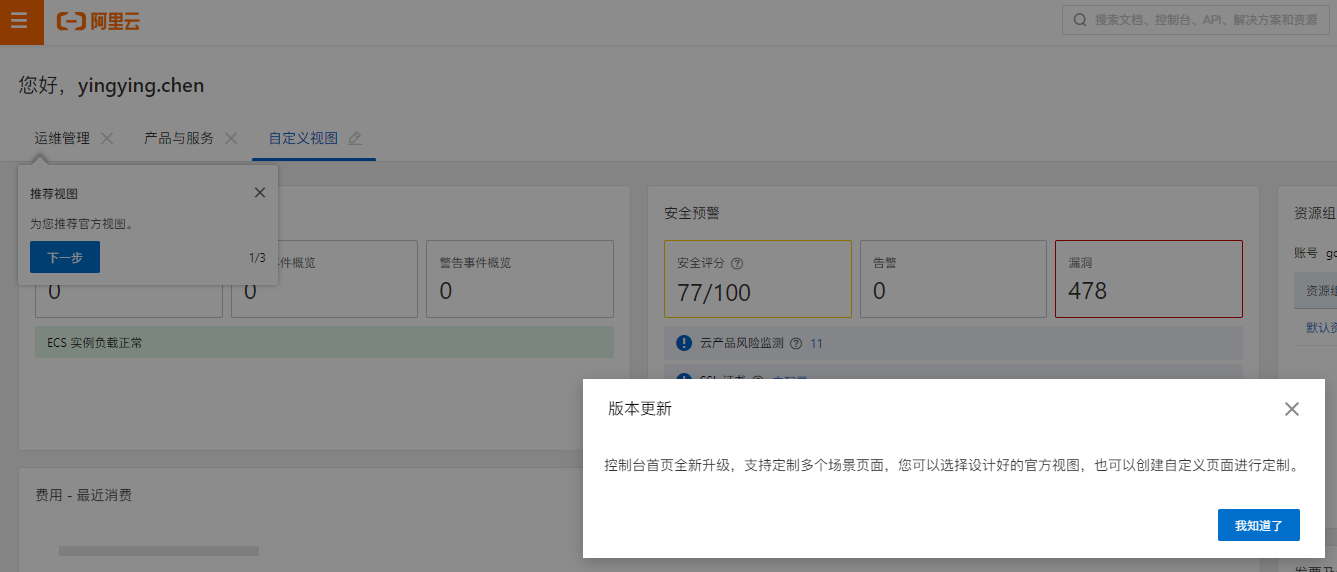 阿里云
搜索文档、控制台、API、解决方案和资源
您好，yingying.chen
运维管理
产品与服务
自定义视图
推荐视图
为您推荐官方视图。
下一步
1/3
件概览
0
0
警告事件概览
0
ECS 实例负载正常
安全预警
安全评分
77/100
告警
0
漏洞
478
云产品风险监测
11
资源组
账号
资源组
默认资
版本更新
控制台首页全新升级，支持定制多个场景页面，您可以选择设计好的官方视图，也可以创建自定义页面进行定制。
我知道了
费用 - 最近消费